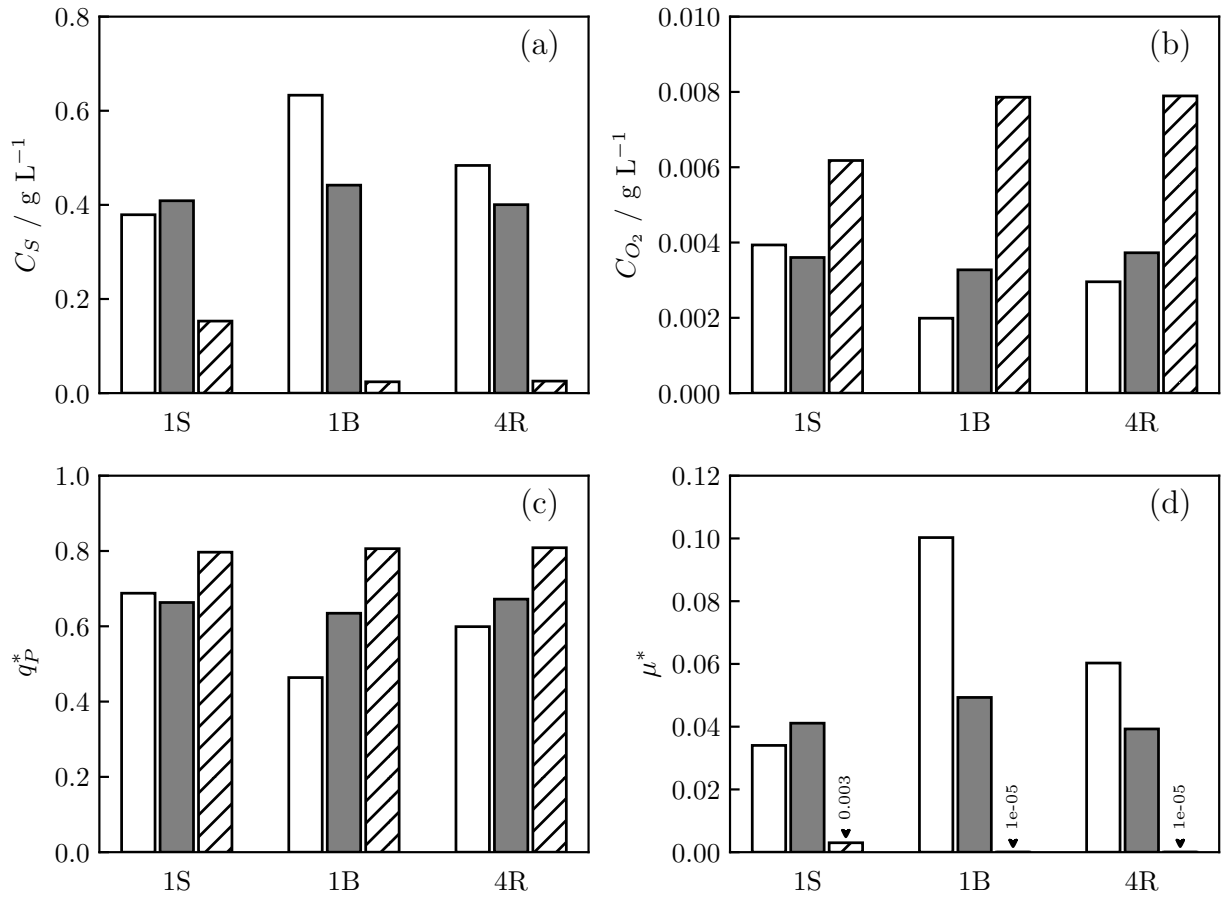 (a)
C_S / g L⁻¹
0.8
0.6
0.4
0.2
0.0
1S 1B 4R
(b)
C_{O₂} / g L⁻¹
0.010
0.008
0.006
0.004
0.002
0.000
1S 1B 4R
(c)
q*_P
1.0
0.8
0.6
0.4
0.2
0.0
1S 1B 4R
(d)
μ*
0.12
0.10
0.08
0.06
0.04
0.02
0.00
0.003
1e-05
1e-05
1S 1B 4R